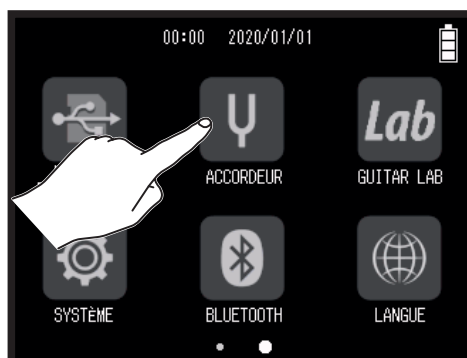 00:00 2020/01/01
Lab
ACCORDEUR GUITAR LAB
SYSTÈME BLUETOOTH LANGUE